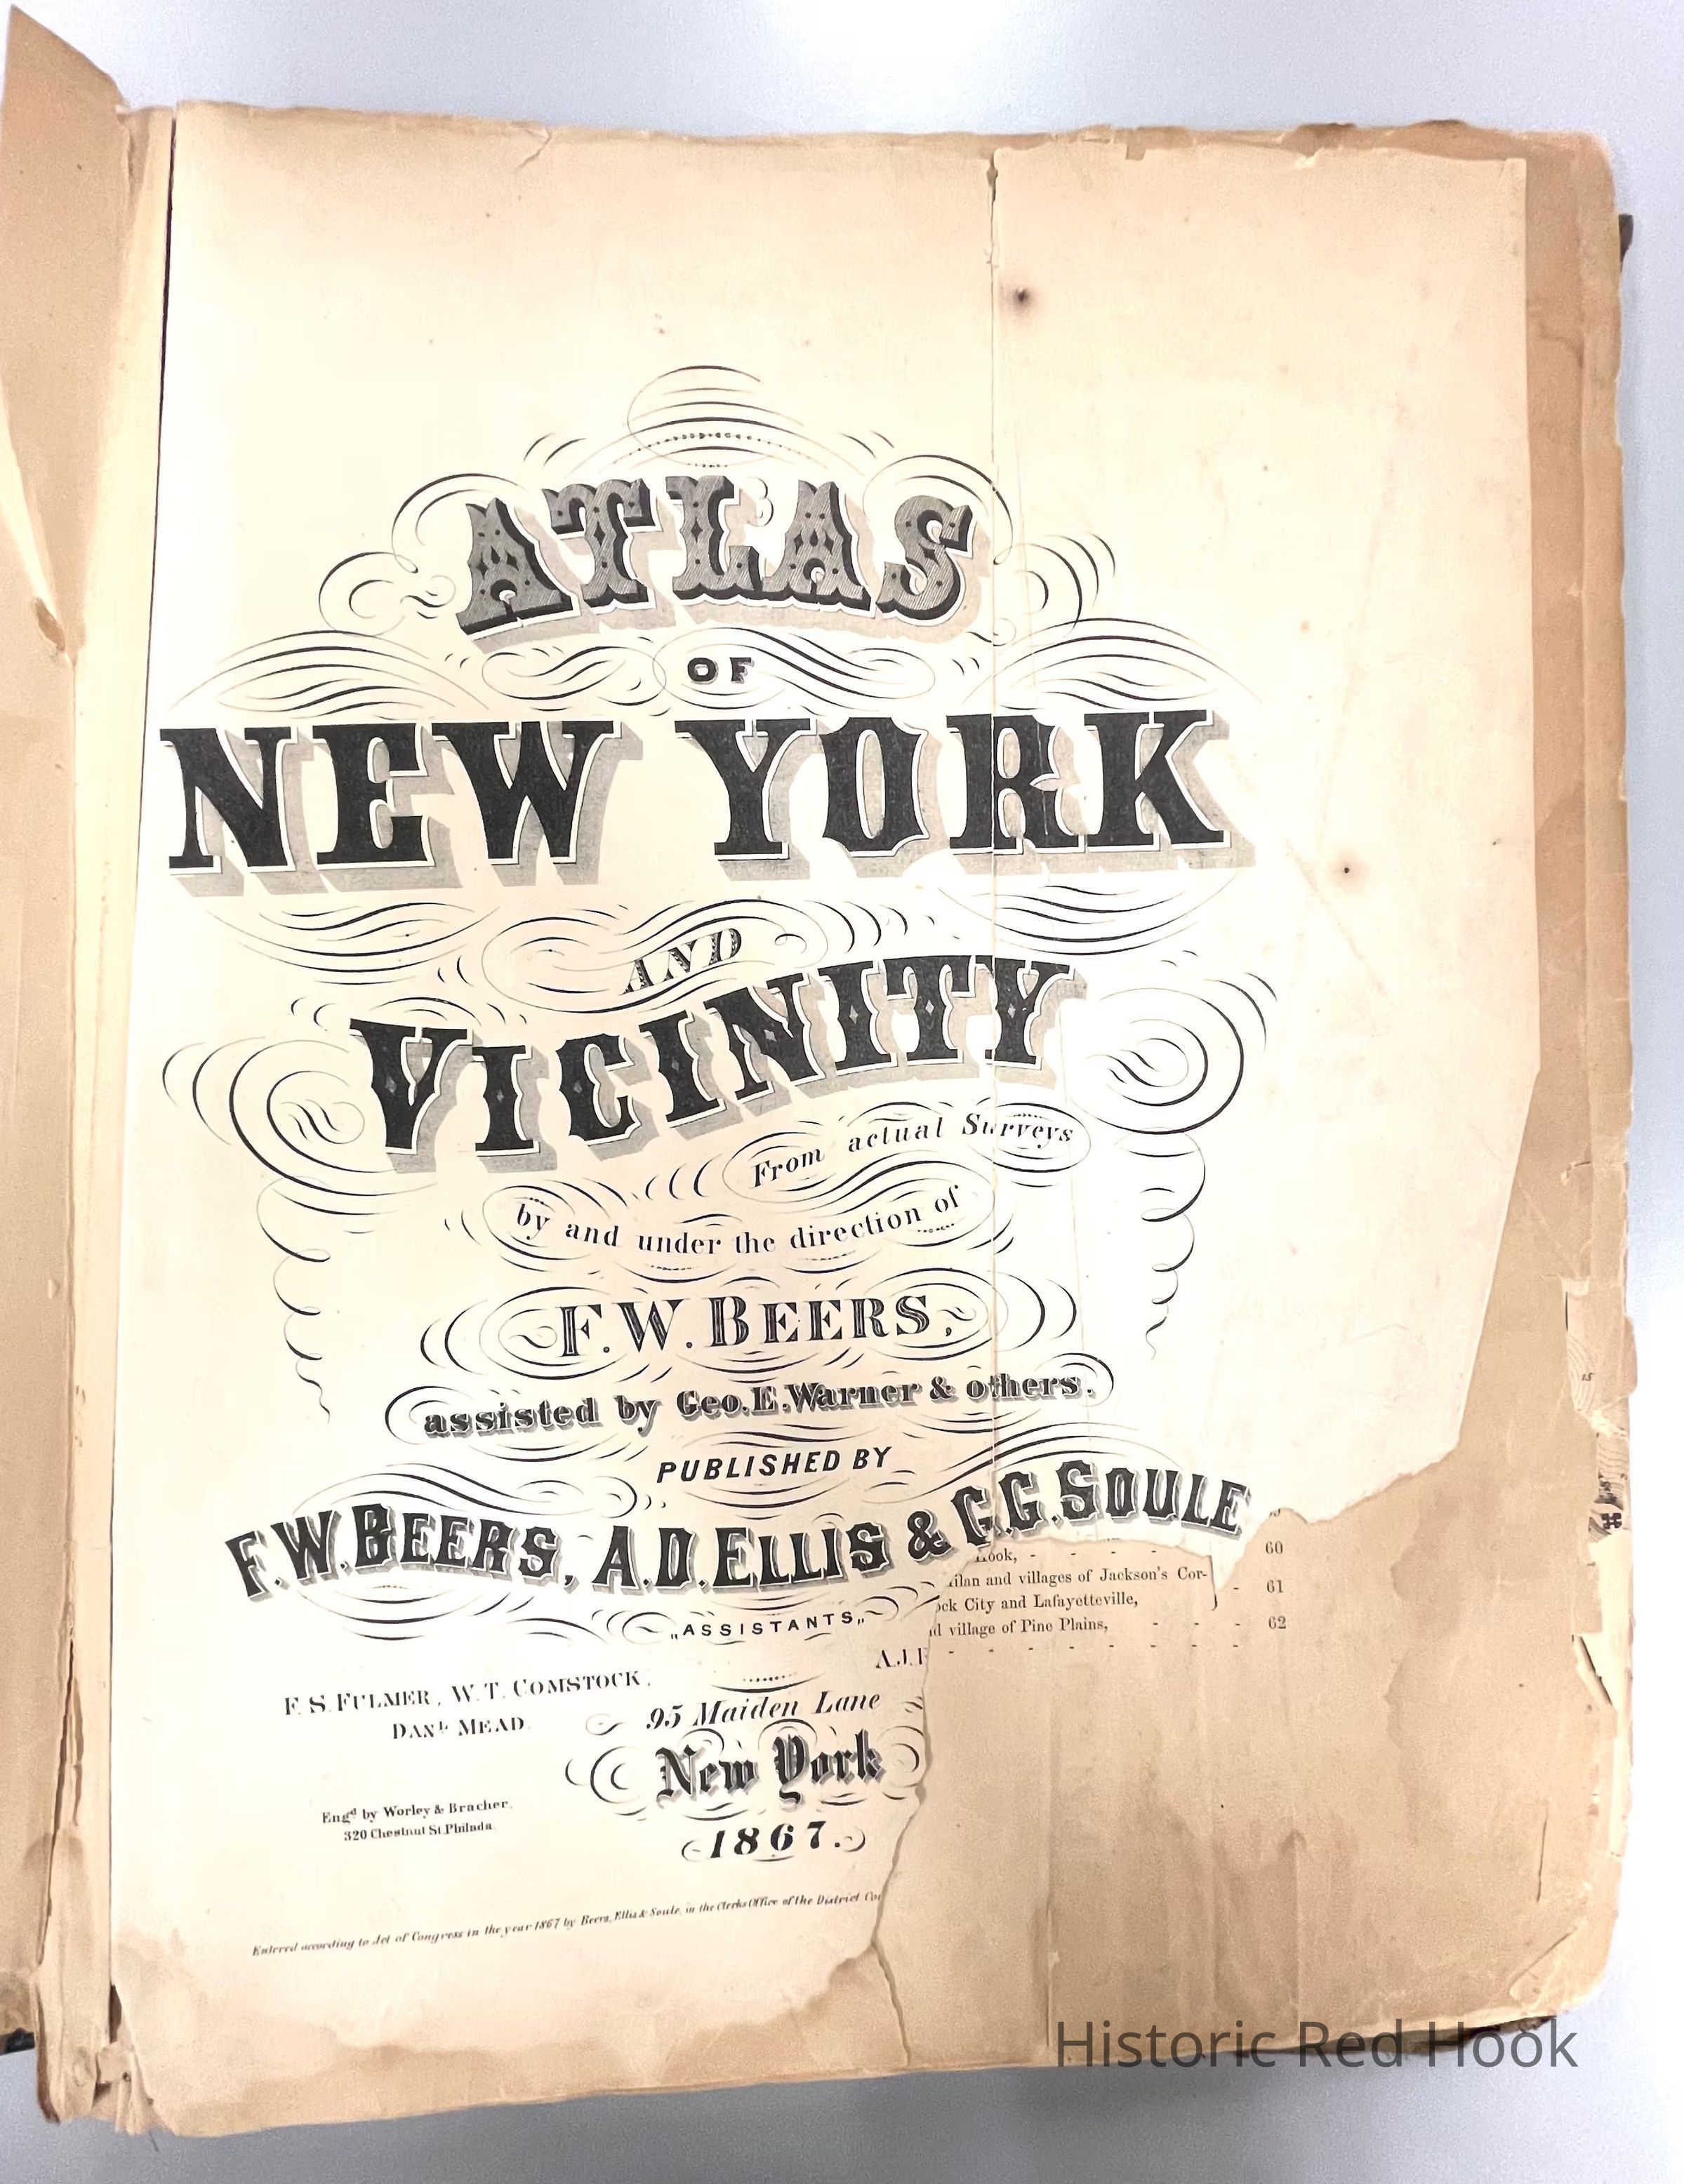 ATLAS
OF
NEW YORK
AND
VICINITY
From actual Surveys
by and under the direction of
F. W. BEERS,
assisted by Geo. E. Warner & others.
PUBLISHED BY
F. W. BEERS, A. D. ELLIS & G. G. SOULE
60
ook, - - - -
ilan and villages of Jackson's Cor-
- 61
ck City and Lafayetteville,
d village of Pine Plains, - - - 62
„ASSISTANTS„
A. J.
F. S. FULMER, W. T. COMSTOCK,
DANL MEAD.
95 Maiden Lane
New York
1867.
Engd by Worley & Bracher,
320 Chestnut St. Philada
Entered according to Act of Congress in the year 1867 by Beers, Ellis & Soule, in the Clerks Office of the District Co
15
Historic Red Hook